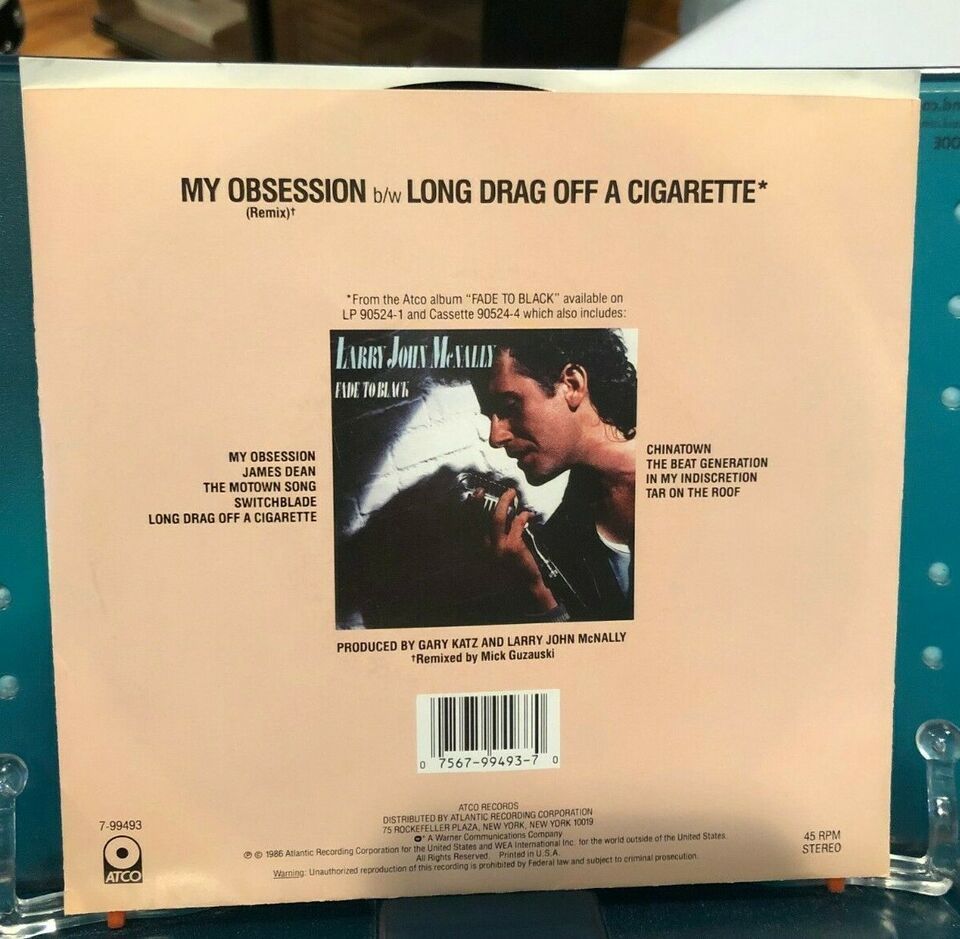 MY OBSESSION b/w LONG DRAG OFF A CIGARETTE*
(Remix)†
*From the Atco album "FADE TO BLACK" available on
LP 90524-1 and Cassette 90524-4 which also includes:
LARRY JOHN McNALLY
FADE TO BLACK
MY OBSESSION
JAMES DEAN
THE MOTOWN SONG
SWITCHBLADE
LONG DRAG OFF A CIGARETTE
CHINATOWN
THE BEAT GENERATION
IN MY INDISCRETION
TAR ON THE ROOF
PRODUCED BY GARY KATZ AND LARRY JOHN McNALLY
†Remixed by Mick Guzauski
0 7567-99493-7 0
7-99493
ATCO
ATCO RECORDS
DISTRIBUTED BY ATLANTIC RECORDING CORPORATION
75 ROCKEFELLER PLAZA, NEW YORK, NEW YORK 10019
A Warner Communications Company
℗ © 1986 Atlantic Recording Corporation for the United States and WEA International Inc. for the world outside of the United States.
All Rights Reserved. Printed in U.S.A.
Warning: Unauthorized reproduction of this recording is prohibited by Federal law and subject to criminal prosecution.
45 RPM
STEREO